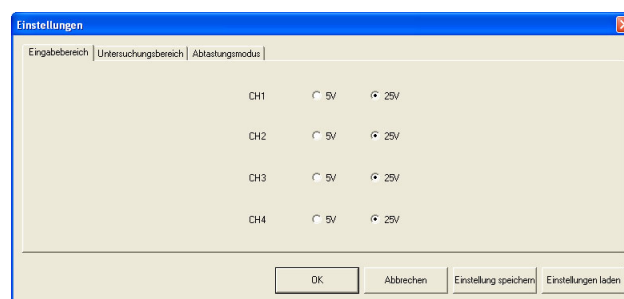 Einstellungen
Eingabebereich Untersuchungsbereich Abtastungsmodus
CH1 5V 25V
CH2 5V 25V
CH3 5V 25V
CH4 5V 25V
OK Abbrechen Einstellung speichern Einstellungen laden